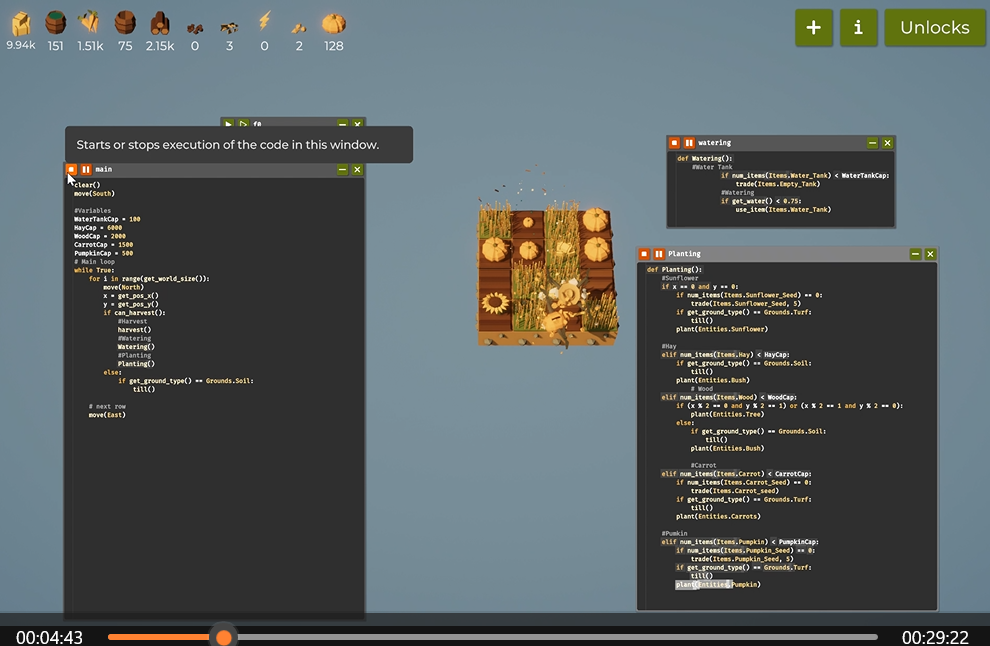 9.94k 151 1.51k 75 2.15k 0 3 0 2 128
+ i Unlocks
f0
Starts or stops execution of the code in this window.
main
clear()
move(South)
#Variables
WaterTankCap = 100
HayCap = 6000
WoodCap = 2000
CarrotCap = 1500
PumpkinCap = 500
# Main loop
while True:
for i in range(get_world_size()):
move(North)
x = get_pos_x()
y = get_pos_y()
if can_harvest():
#Harvest
harvest()
#Watering
Watering()
#Planting
Planting()
else:
if get_ground_type() == Grounds.Soil:
till()
# next row
move(East)
watering
def Watering():
#Water Tank
if num_items(Items.Water_Tank) < WaterTankCap:
trade(Items.Empty_Tank)
#Watering
if get_water() < 0.75:
use_item(Items.Water_Tank)
Planting
def Planting():
#Sunflower
if x == 0 and y == 0:
if num_items(Items.Sunflower_Seed) == 0:
trade(Items.Sunflower_Seed, 5)
if get_ground_type() == Grounds.Turf:
till()
plant(Entities.Sunflower)
#Hay
elif num_items(Items.Hay) < HayCap:
if get_ground_type() == Grounds.Soil:
till()
plant(Entities.Bush)
# Wood
elif num_items(Items.Wood) < WoodCap:
if (x % 2 == 0 and y % 2 == 1) or (x % 2 == 1 and y % 2 == 0):
plant(Entities.Tree)
else:
if get_ground_type() == Grounds.Soil:
till()
plant(Entities.Bush)
#Carrot
elif num_items(Items.Carrot) < CarrotCap:
if num_items(Items.Carrot_Seed) == 0:
trade(Items.Carrot_seed)
if get_ground_type() == Grounds.Turf:
till()
plant(Entities.Carrots)
#Pumkin
elif num_items(Items.Pumpkin) < PumpkinCap:
if num_items(Items.Pumpkin_Seed) == 0:
trade(Items.Pumpkin_Seed, 5)
if get_ground_type() == Grounds.Turf:
till()
plant(Entities.Pumpkin)
00:04:43 00:29:22